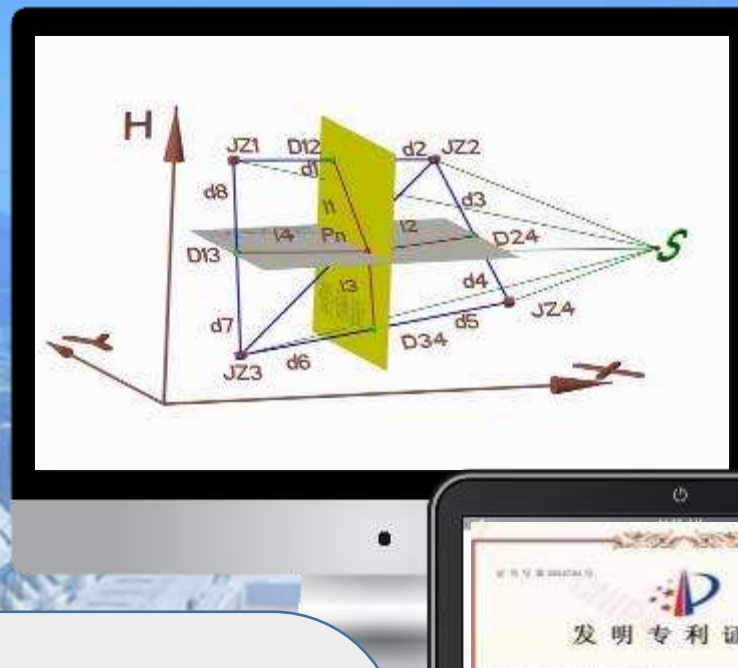 H
JZ1 D12 d2 JZ2
d1
d8 d3
l1
l4 Pn l2 D24 S
D13
l3 d4
JZ4
d7 d5
D34
d6
JZ3
Y X
发明专利证